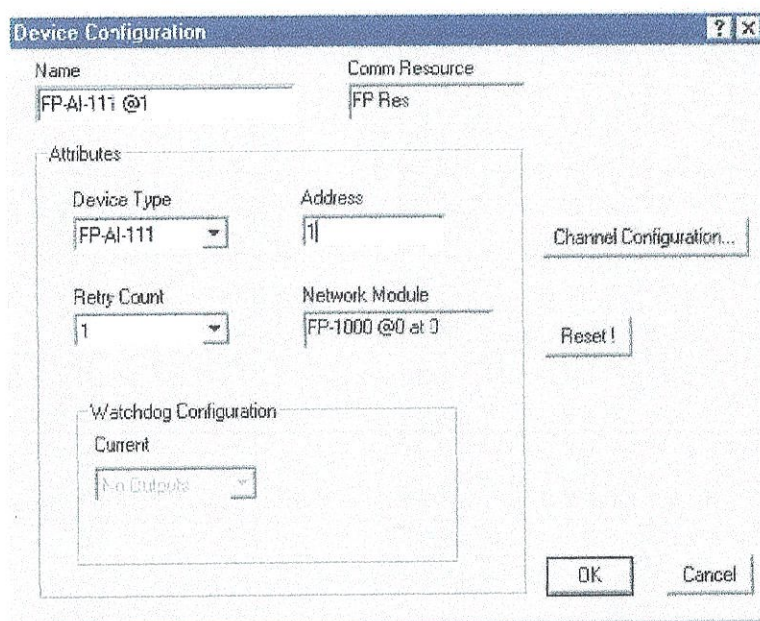 Device Configuration
Name
Comm Resource
FP-AI-111 @1
FP Res
Attributes
Device Type
Address
FP-AI-111
1
Channel Configuration...
Retry Count
Network Module
1
FP-1000 @0 at 0
Reset !
Watchdog Configuration
Current
No Outputs
OK
Cancel